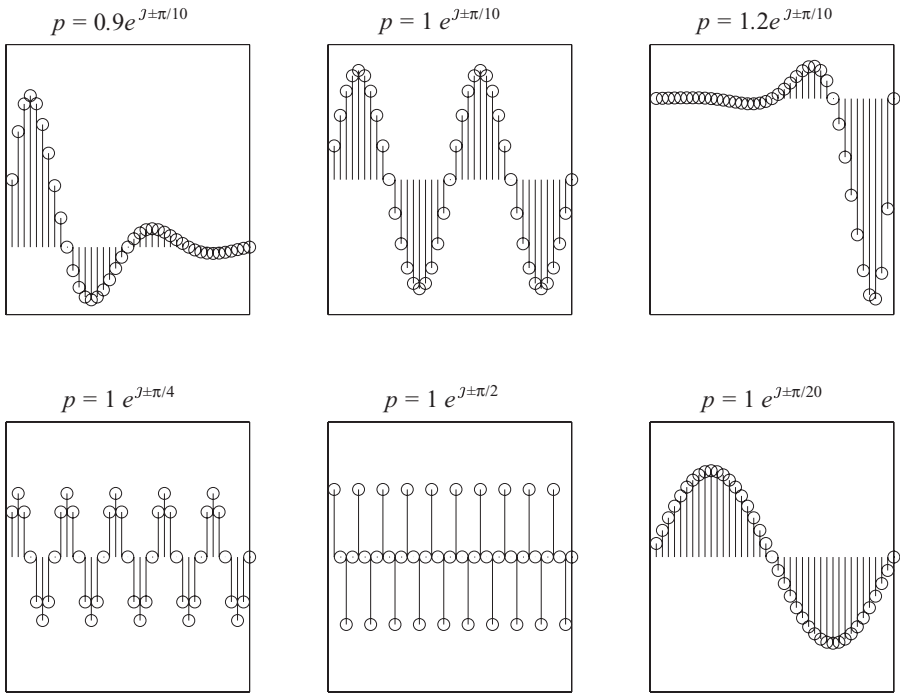 p = 0.9e^{J±π/10}
p = 1 e^{J±π/10}
p = 1.2e^{J±π/10}
p = 1 e^{J±π/4}
p = 1 e^{J±π/2}
p = 1 e^{J±π/20}